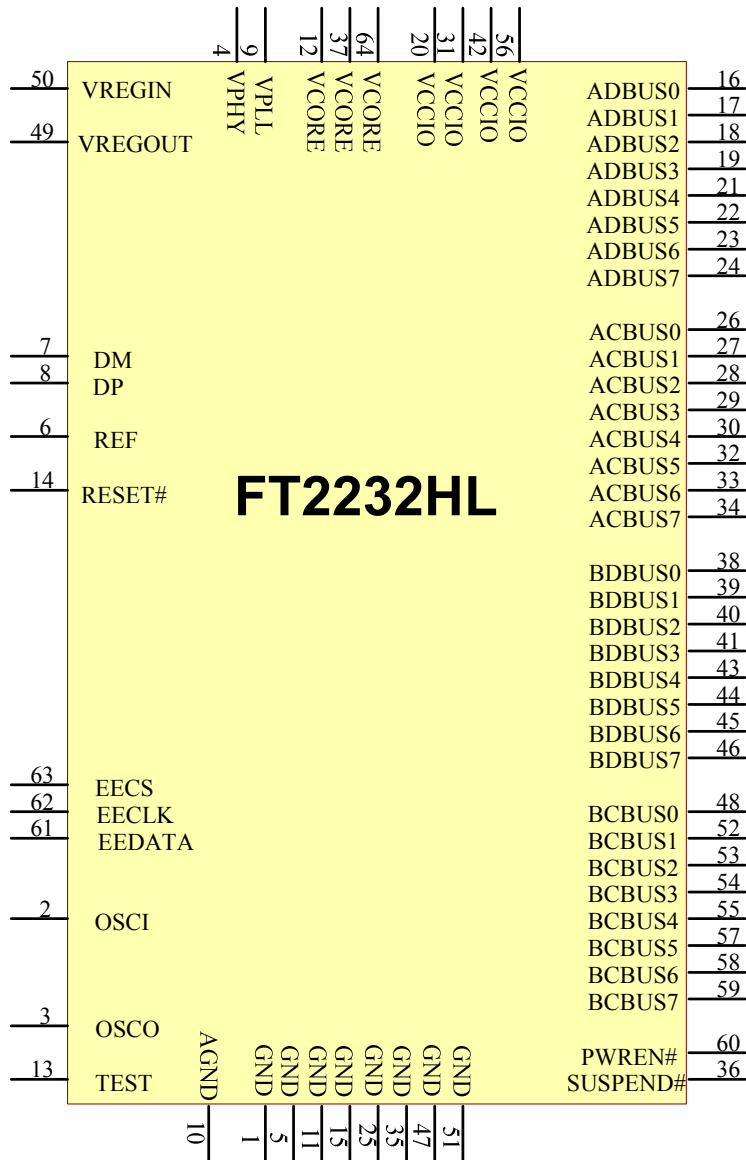 4 9 12 37 64 20 31 42 56
VPHY VPLL VCORE VCORE VCORE VCCIO VCCIO VCCIO VCCIO
50 VREGIN
49 VREGOUT
7 DM
8 DP
6 REF
14 RESET#
63 EECS
62 EECLK
61 EEDATA
2 OSCI
3 OSCO
13 TEST
FT2232HL
ADBUS0 16
ADBUS1 17
ADBUS2 18
ADBUS3 19
ADBUS4 21
ADBUS5 22
ADBUS6 23
ADBUS7 24
ACBUS0 26
ACBUS1 27
ACBUS2 28
ACBUS3 29
ACBUS4 30
ACBUS5 32
ACBUS6 33
ACBUS7 34
BDBUS0 38
BDBUS1 39
BDBUS2 40
BDBUS3 41
BDBUS4 43
BDBUS5 44
BDBUS6 45
BDBUS7 46
BCBUS0 48
BCBUS1 52
BCBUS2 53
BCBUS3 54
BCBUS4 55
BCBUS5 57
BCBUS6 58
BCBUS7 59
PWREN# 60
SUSPEND# 36
AGND GND GND GND GND GND GND GND GND
10 1 5 11 15 25 35 47 51